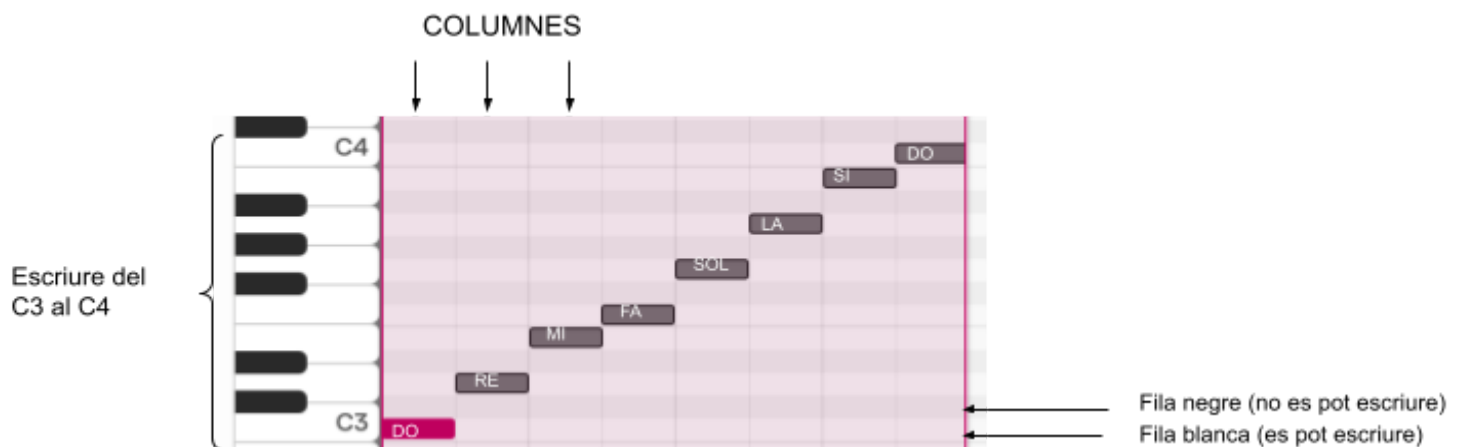 COLUMNES
C4
DO
SI
LA
SOL
Escriure del
C3 al C4
FA
MI
RE
Fila negre (no es pot escriure)
C3
DO
Fila blanca (es pot escriure)